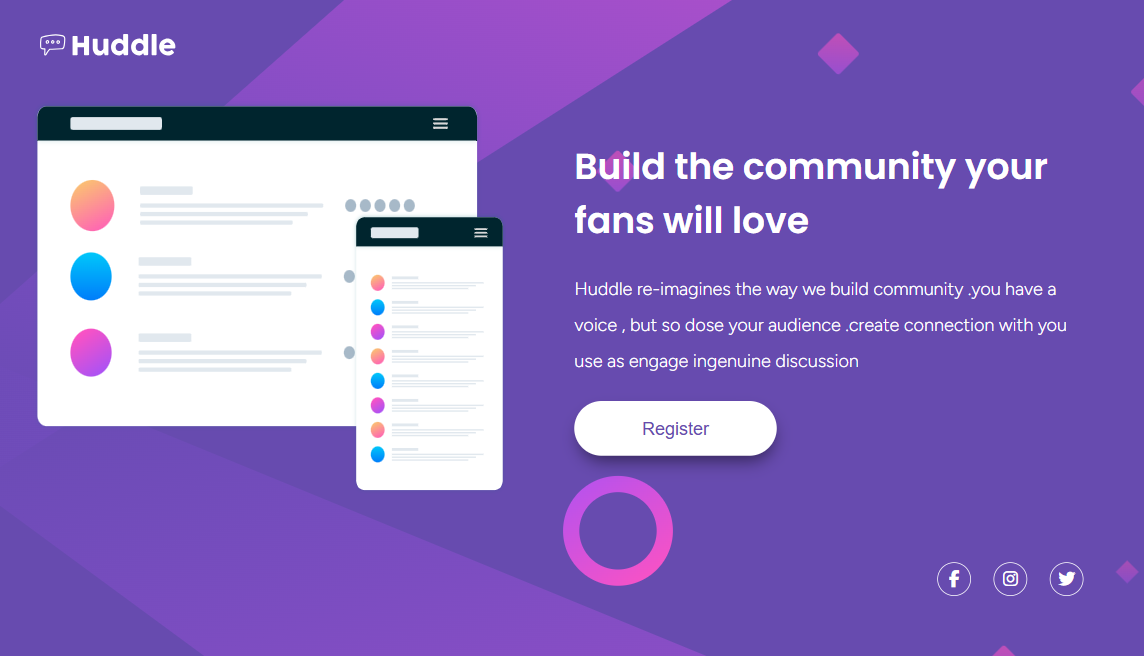 Huddle
Build the community your
fans will love
Huddle re-imagines the way we build community .you have a
voice , but so dose your audience .create connection with you
use as engage ingenuine discussion
Register